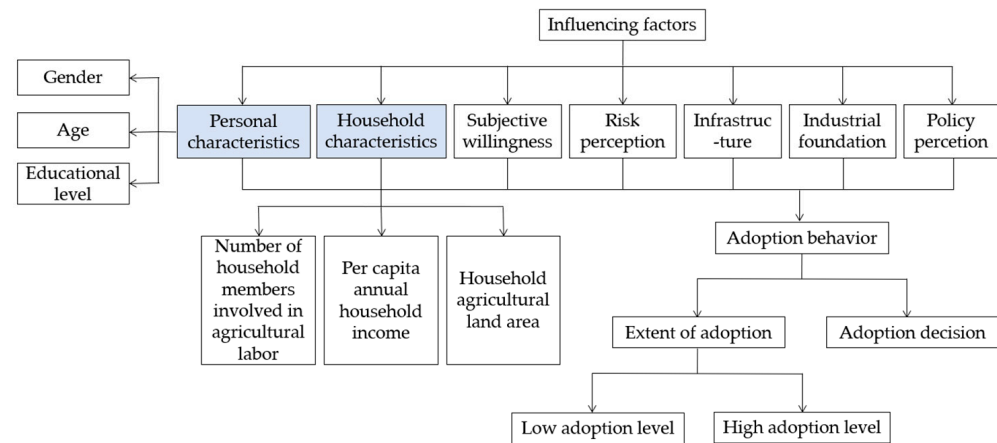 Influencing factors
Gender
Age
Educational
level
Personal
characteristics
Household
characteristics
Subjective
willingness
Risk
perception
Infrastruc
-ture
Industrial
foundation
Policy
percetion
Number of
household
members
involved in
agricultural
labor
Per capita
annual
household
income
Household
agricultural
land area
Adoption behavior
Extent of adoption
Adoption decision
Low adoption level
High adoption level